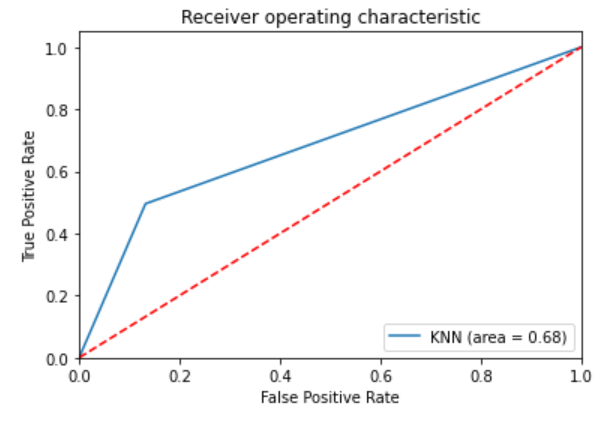 Receiver operating characteristic
1.0
0.8
0.6
0.4
0.2
0.0
True Positive Rate
KNN (area = 0.68)
0.0 0.2 0.4 0.6 0.8 1.0
False Positive Rate